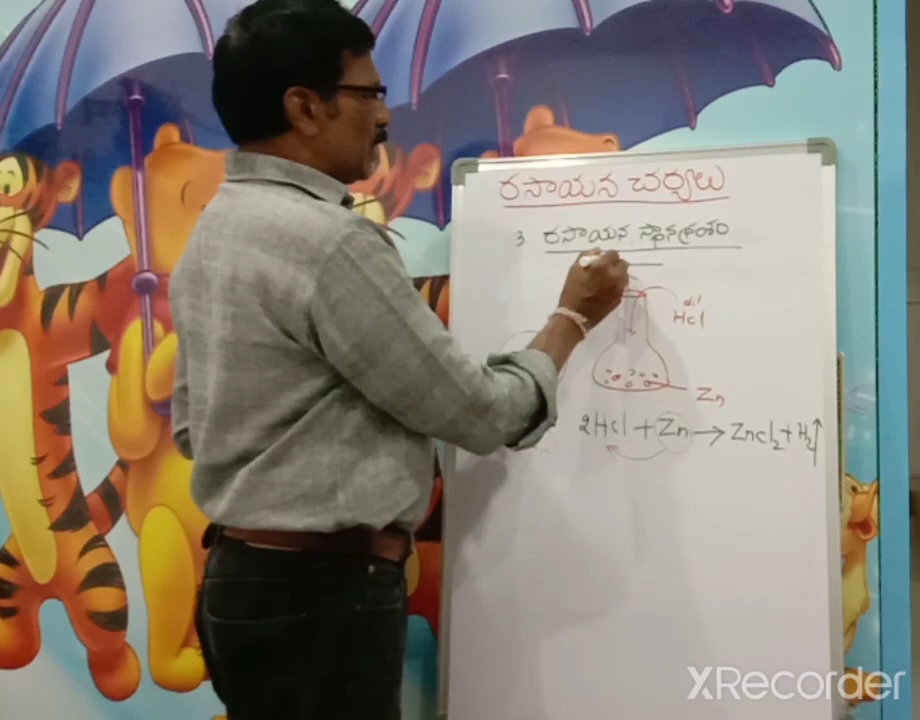 రసాయన చర్యలు
3 రసాయన స్థానభ్రంశం
dil
Hcl
Zn
2Hcl + Zn → Zncl₂ + H₂↑
XRecorder